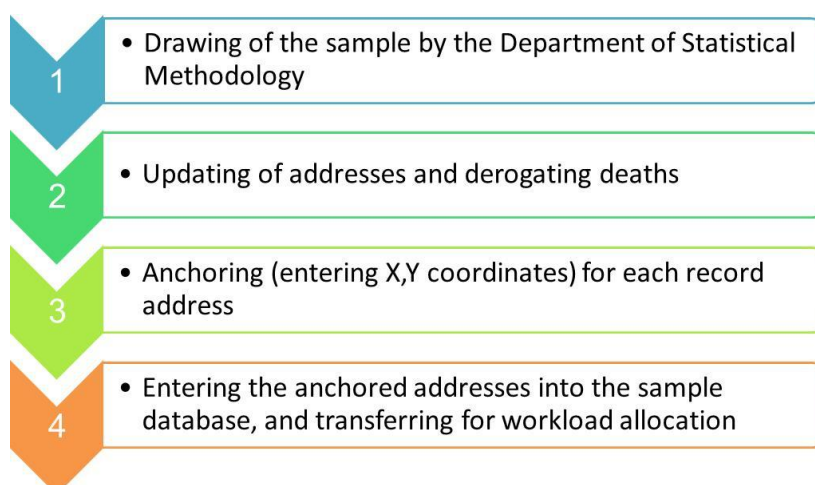 1
• Drawing of the sample by the Department of Statistical
Methodology
2
• Updating of addresses and derogating deaths
3
• Anchoring (entering X,Y coordinates) for each record
address
4
• Entering the anchored addresses into the sample
database, and transferring for workload allocation